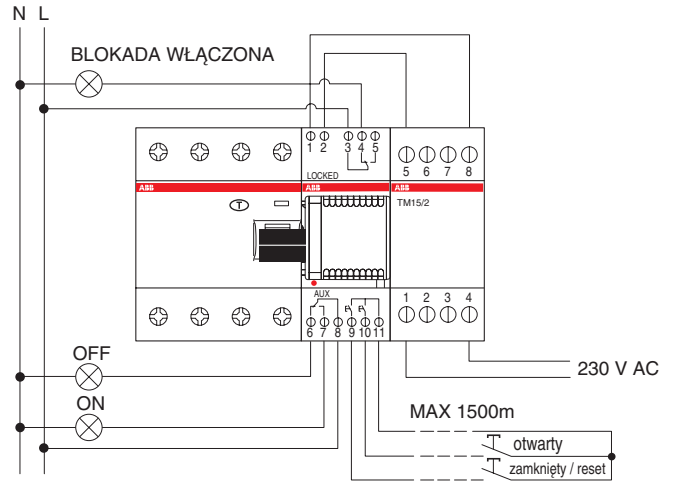 N L
BLOKADA WŁĄCZONA
1 2 3 4 5
5 6 7 8
LOCKED
ABB ABB ABB
T
TM15/2
AUX
1 2 3 4
6 7 8 9 10 11
OFF
230 V AC
ON
MAX 1500m
otwarty
zamknięty / reset